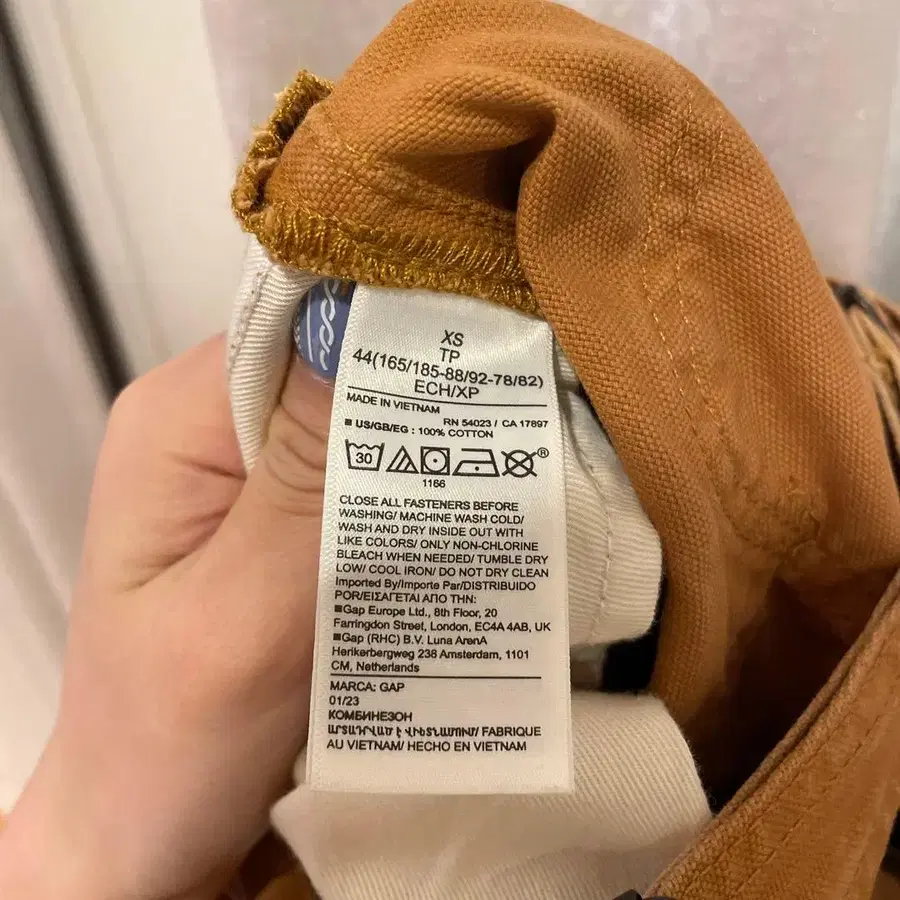 XS
TP
44(165/185-88/92-78/82)
ECH/XP
MADE IN VIETNAM
RN 54023 / CA 17897
■ US/GB/EG : 100% COTTON
30
®
1166
CLOSE ALL FASTENERS BEFORE
WASHING/ MACHINE WASH COLD/
WASH AND DRY INSIDE OUT WITH
LIKE COLORS/ ONLY NON-CHLORINE
BLEACH WHEN NEEDED/ TUMBLE DRY
LOW/ COOL IRON/ DO NOT DRY CLEAN
Imported By/Importe Par/DISTRIBUIDO
POR/ΕΙΣΑΓΕΤΑΙ ΑΠΟ ΤΗΝ:
■Gap Europe Ltd., 8th Floor, 20
Farringdon Street, London, EC4A 4AB, UK
■Gap (RHC) B.V. Luna ArenA
Herikerbergweg 238 Amsterdam, 1101
CM, Netherlands
MARCA: GAP
01/23
КОМБИНЕЗОН
ԱՐՏԱԴՐՎԱԾ Է ՎԻԵՏՆԱՄՈՒՄ/ FABRIQUE
AU VIETNAM/ HECHO EN VIETNAM